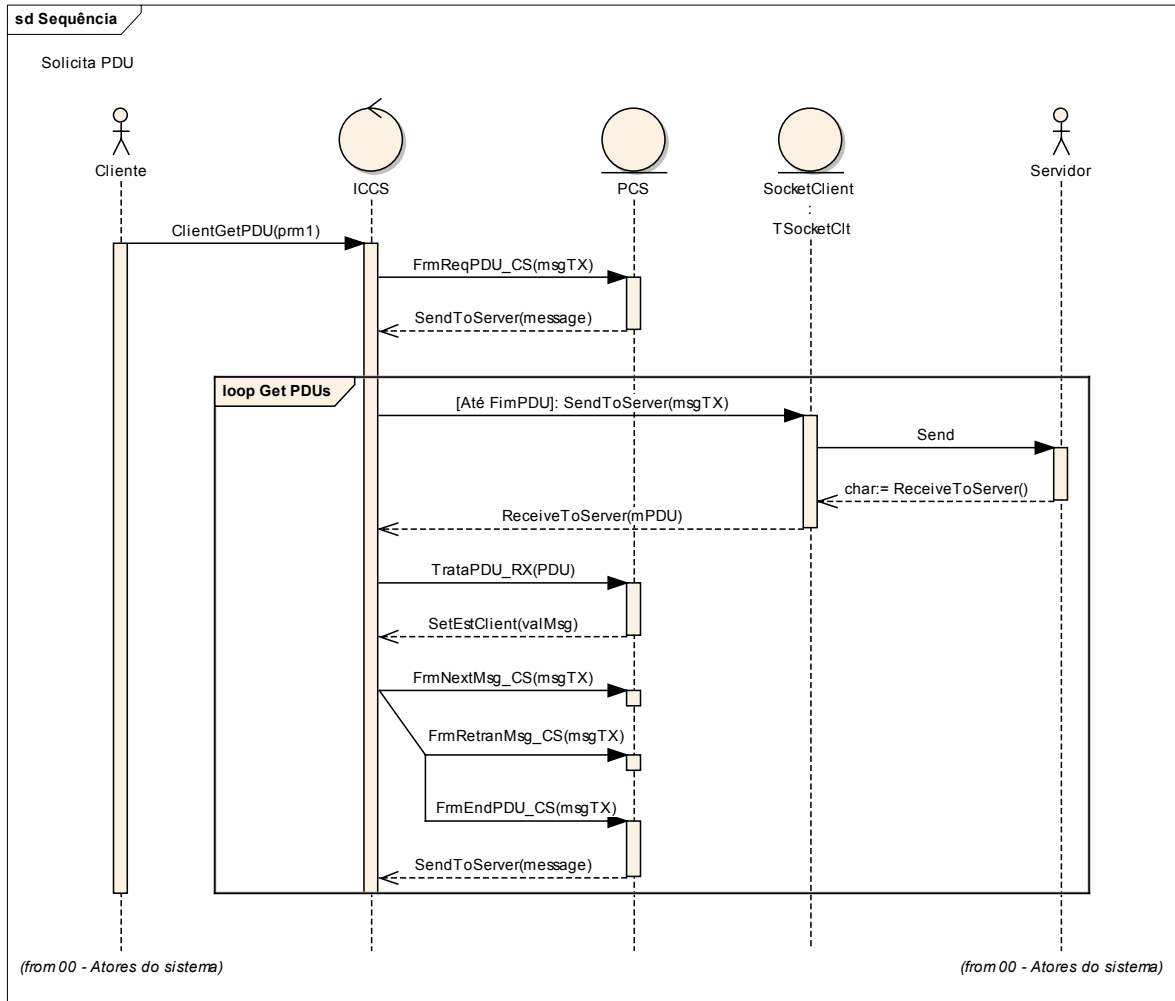 sd Sequência
Solicita PDU
Cliente
ICCS
PCS
SocketClient
:
TSocketClt
Servidor
ClientGetPDU(prm1)
FrmReqPDU_CS(msgTX)
SendToServer(message)
loop Get PDUs
[Até FimPDU]: SendToServer(msgTX)
Send
char:= ReceiveToServer()
ReceiveToServer(mPDU)
TrataPDU_RX(PDU)
SetEstClient(valMsg)
FrmNextMsg_CS(msgTX)
FrmRetranMsg_CS(msgTX)
FrmEndPDU_CS(msgTX)
SendToServer(message)
(from 00 - Atores do sistema)
(from 00 - Atores do sistema)